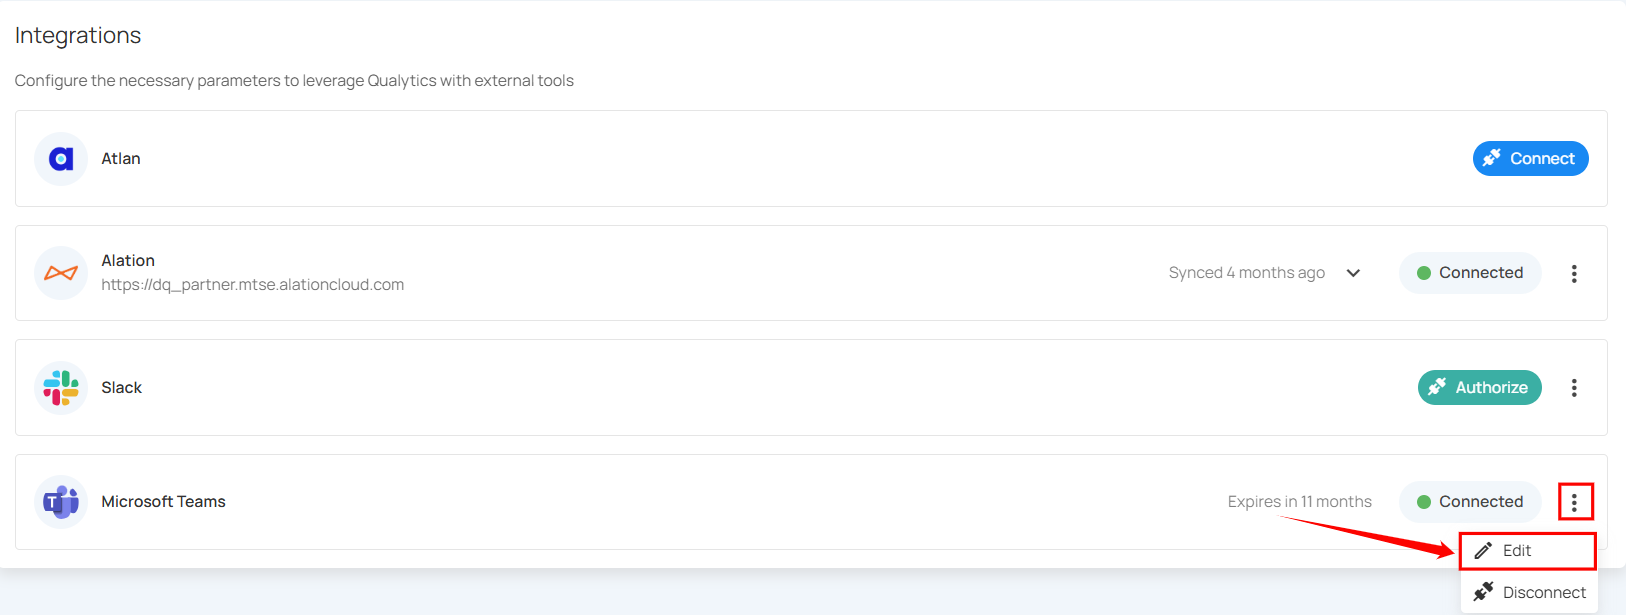 Integrations
Configure the necessary parameters to leverage Qualytics with external tools
Atlan
Connect
Alation
https://dq_partner.mtse.alationcloud.com
Synced 4 months ago
Connected
Slack
Authorize
Microsoft Teams
Expires in 11 months
Connected
Edit
Disconnect